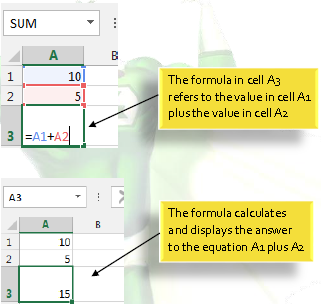 SUM
A B
1 10
2 5
3 =A1+A2
The formula in cell A3
refers to the value in cell A1
plus the value in cell A2
A3
A B
1 10
2 5
3 15
The formula calculates
and displays the answer
to the equation A1 plus A2